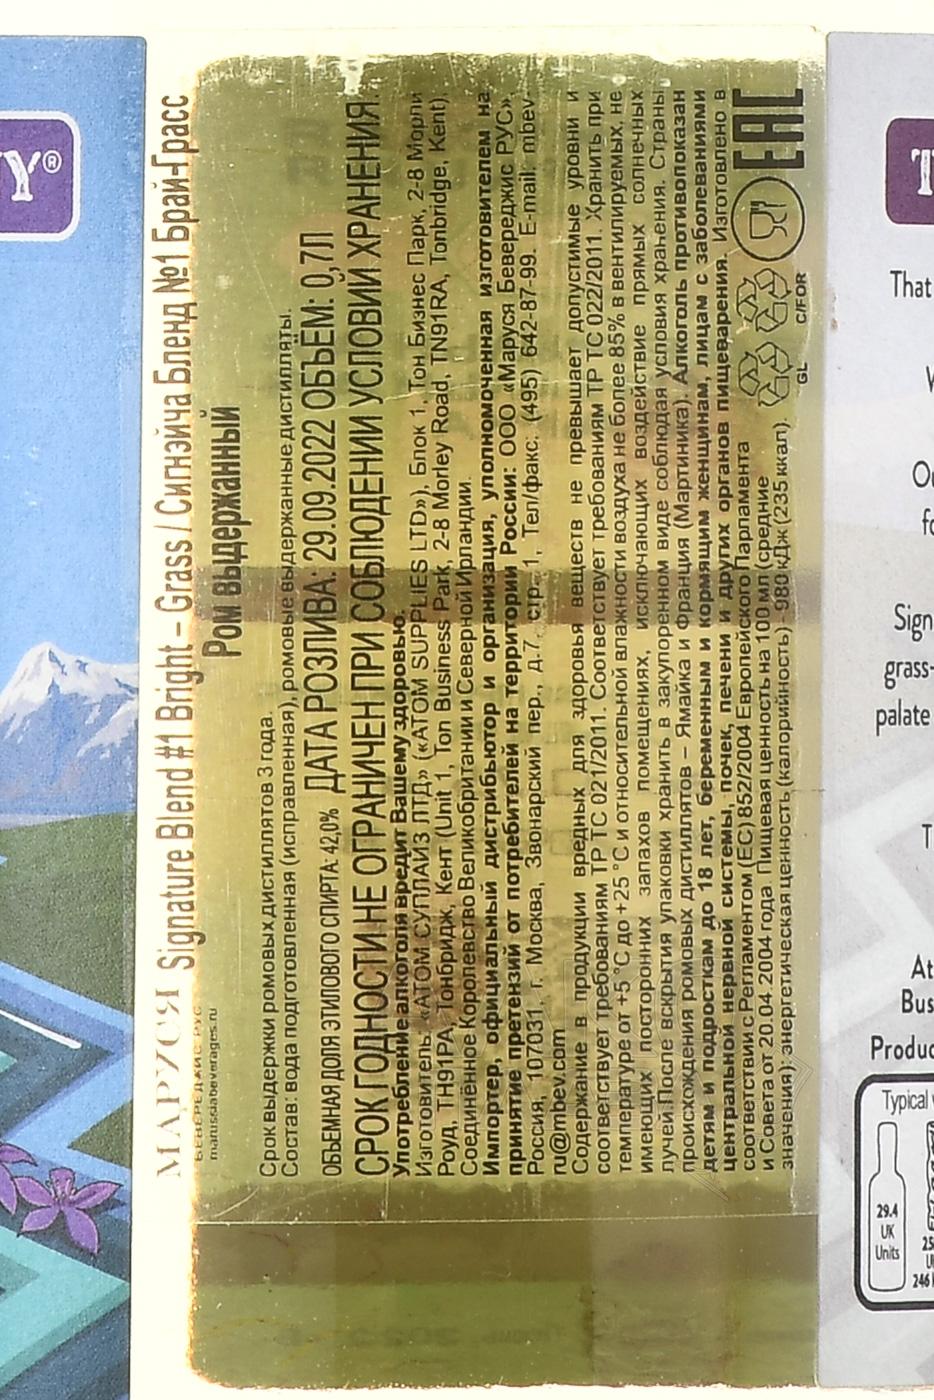 Y®
МАРУСЯ
БЕВЕРЕДЖИС РУС
marussiabeverages.ru
Signature Blend #1 Bright – Grass / Сигнэйча Бленд №1 Брай-Грасс
Ром выдержанный
Срок выдержки ромовых дистиллятов 3 года.
Состав: вода подготовленная (исправленная), ромовые выдержанные дистилляты.
ОБЪЕМНАЯ ДОЛЯ ЭТИЛОВОГО СПИРТА: 42,0% ДАТА РОЗЛИВА: 29.09.2022 ОБЪЁМ: 0,7Л
СРОК ГОДНОСТИ НЕ ОГРАНИЧЕН ПРИ СОБЛЮДЕНИИ УСЛОВИЙ ХРАНЕНИЯ.
Употребление алкоголя вредит Вашему здоровью.
Изготовитель: «АТОМ СУППЛАЙЗ ЛТД» («ATOM SUPPLIES LTD»), Блок 1, Тон Бизнес Парк, 2-8 Морли
Роуд, ТН91РА, Тонбридж, Кент (Unit 1, Ton Business Park, 2-8 Morley Road, TN91RA, Tonbridge, Kent),
Соединённое Королевство Великобритании и Северной Ирландии.
Импортер, официальный дистрибьютор и организация, уполномоченная изготовителем на
принятие претензий от потребителей на территории России: ООО «Маруся Бевереджис РУС»,
Россия, 107031, г. Москва, Звонарский пер., д.7, стр. 1, Тел/факс: (495) 642-87-99. E-mail: mbev-
ru@mbev.com
Содержание в продукции вредных для здоровья веществ не превышает допустимые уровни и
соответствует требованиям ТР ТС 021/2011. Соответствует требованиям ТР ТС 022/2011. Хранить при
температуре от +5 °С до +25 °С и относительной влажности воздуха не более 85% в вентилируемых, не
имеющих посторонних запахов помещениях, исключающих воздействие прямых солнечных
лучей.После вскрытия упаковки хранить в закупоренном виде соблюдая условия хранения. Страны
происхождения ромовых дистиллятов – Ямайка и Франция (Мартиника). Алкоголь противопоказан
детям и подросткам до 18 лет, беременным и кормящим женщинам, лицам с заболеваниями
центральной нервной системы, почек, печени и других органов пищеварения. Изготовлено в
соответствии с Регламентом (ЕС) 852/2004 Европейского Парламента
и Совета от 20.04.2004 года. Пищевая ценность на 100 мл (средние
значения): энергетическая ценность (калорийность) - 980 кДж (235 ккал).
GL
C/FOR
EAC
T
That
Sign
grass-
palate
T
At
Bus
Produc
Typical
29.4
UK
Units